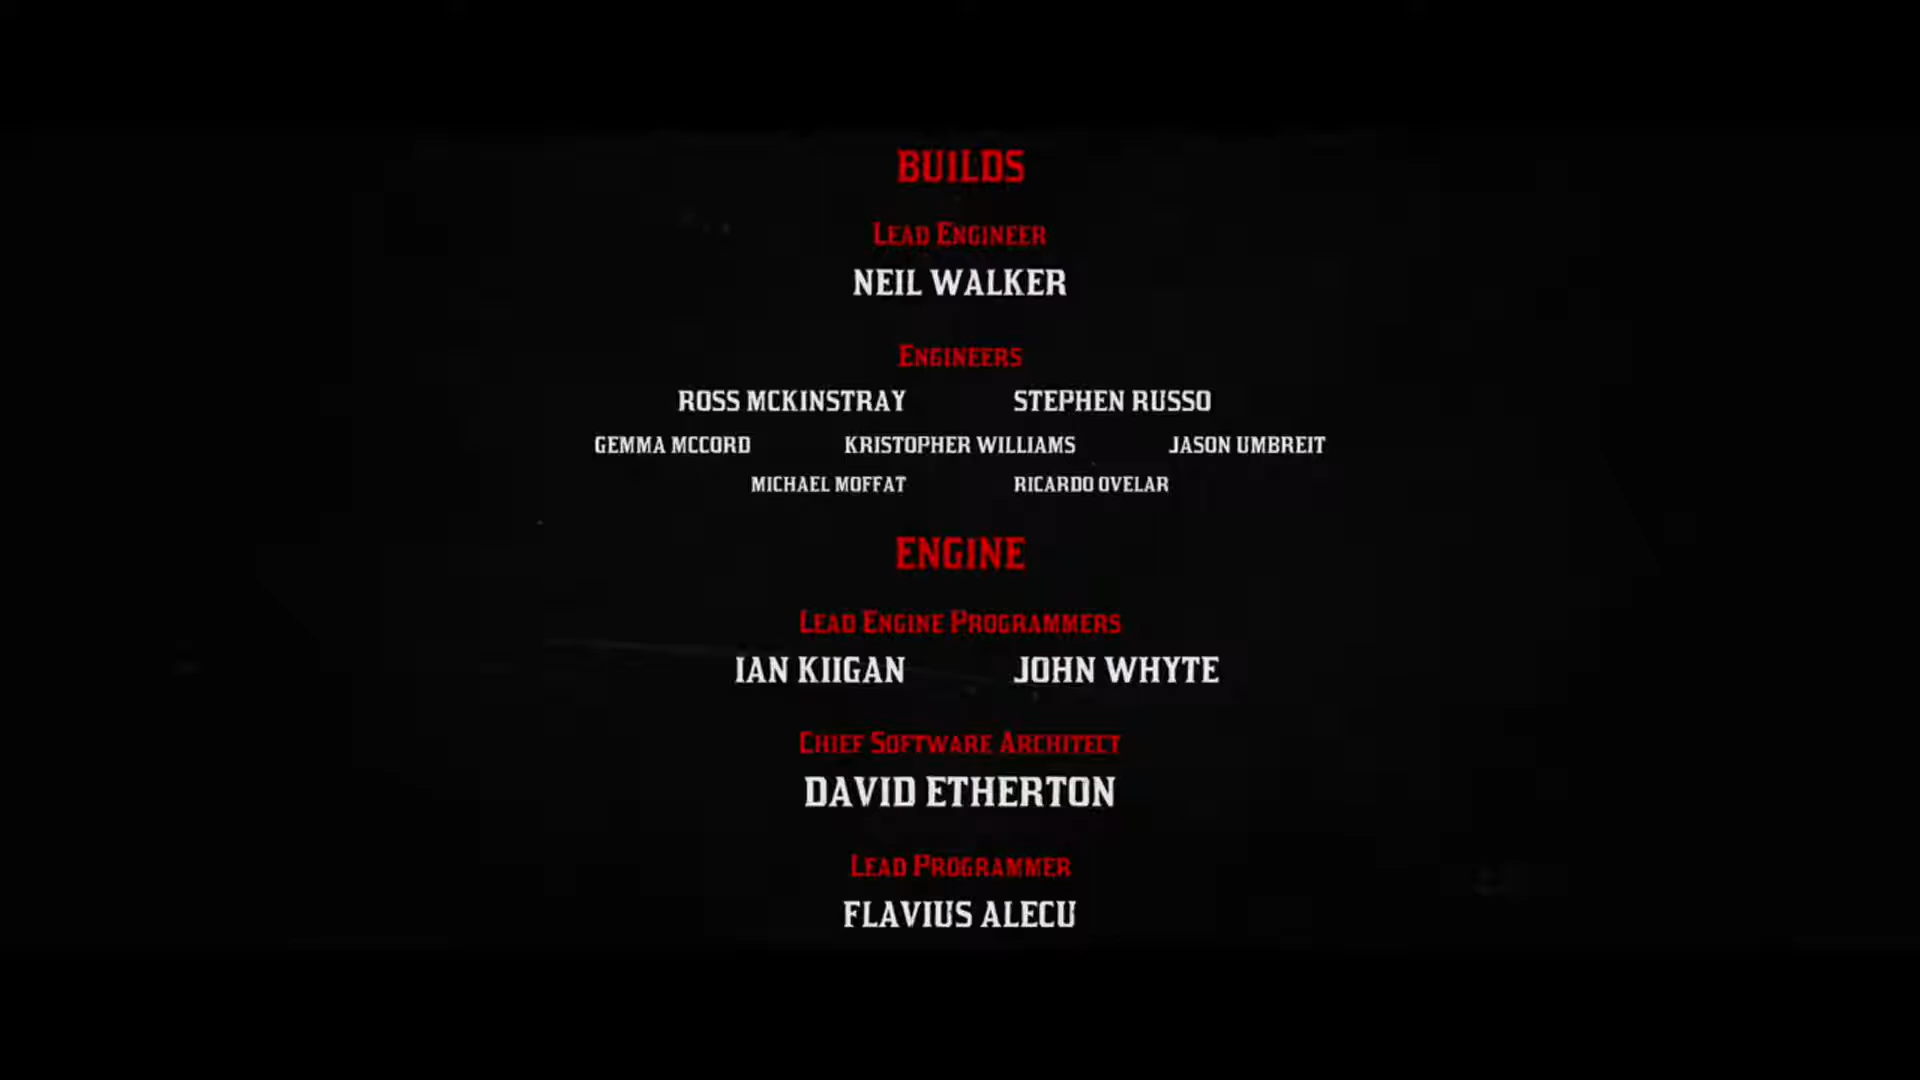 BUILDS
LEAD ENGINEER
NEIL WALKER
ENGINEERS
ROSS MCKINSTRAY STEPHEN RUSSO
GEMMA MCCORD KRISTOPHER WILLIAMS JASON UMBREIT
MICHAEL MOFFAT RICARDO OVELAR
ENGINE
LEAD ENGINE PROGRAMMERS
IAN KIIGAN JOHN WHYTE
CHIEF SOFTWARE ARCHITECT
DAVID ETHERTON
LEAD PROGRAMMER
FLAVIUS ALECU